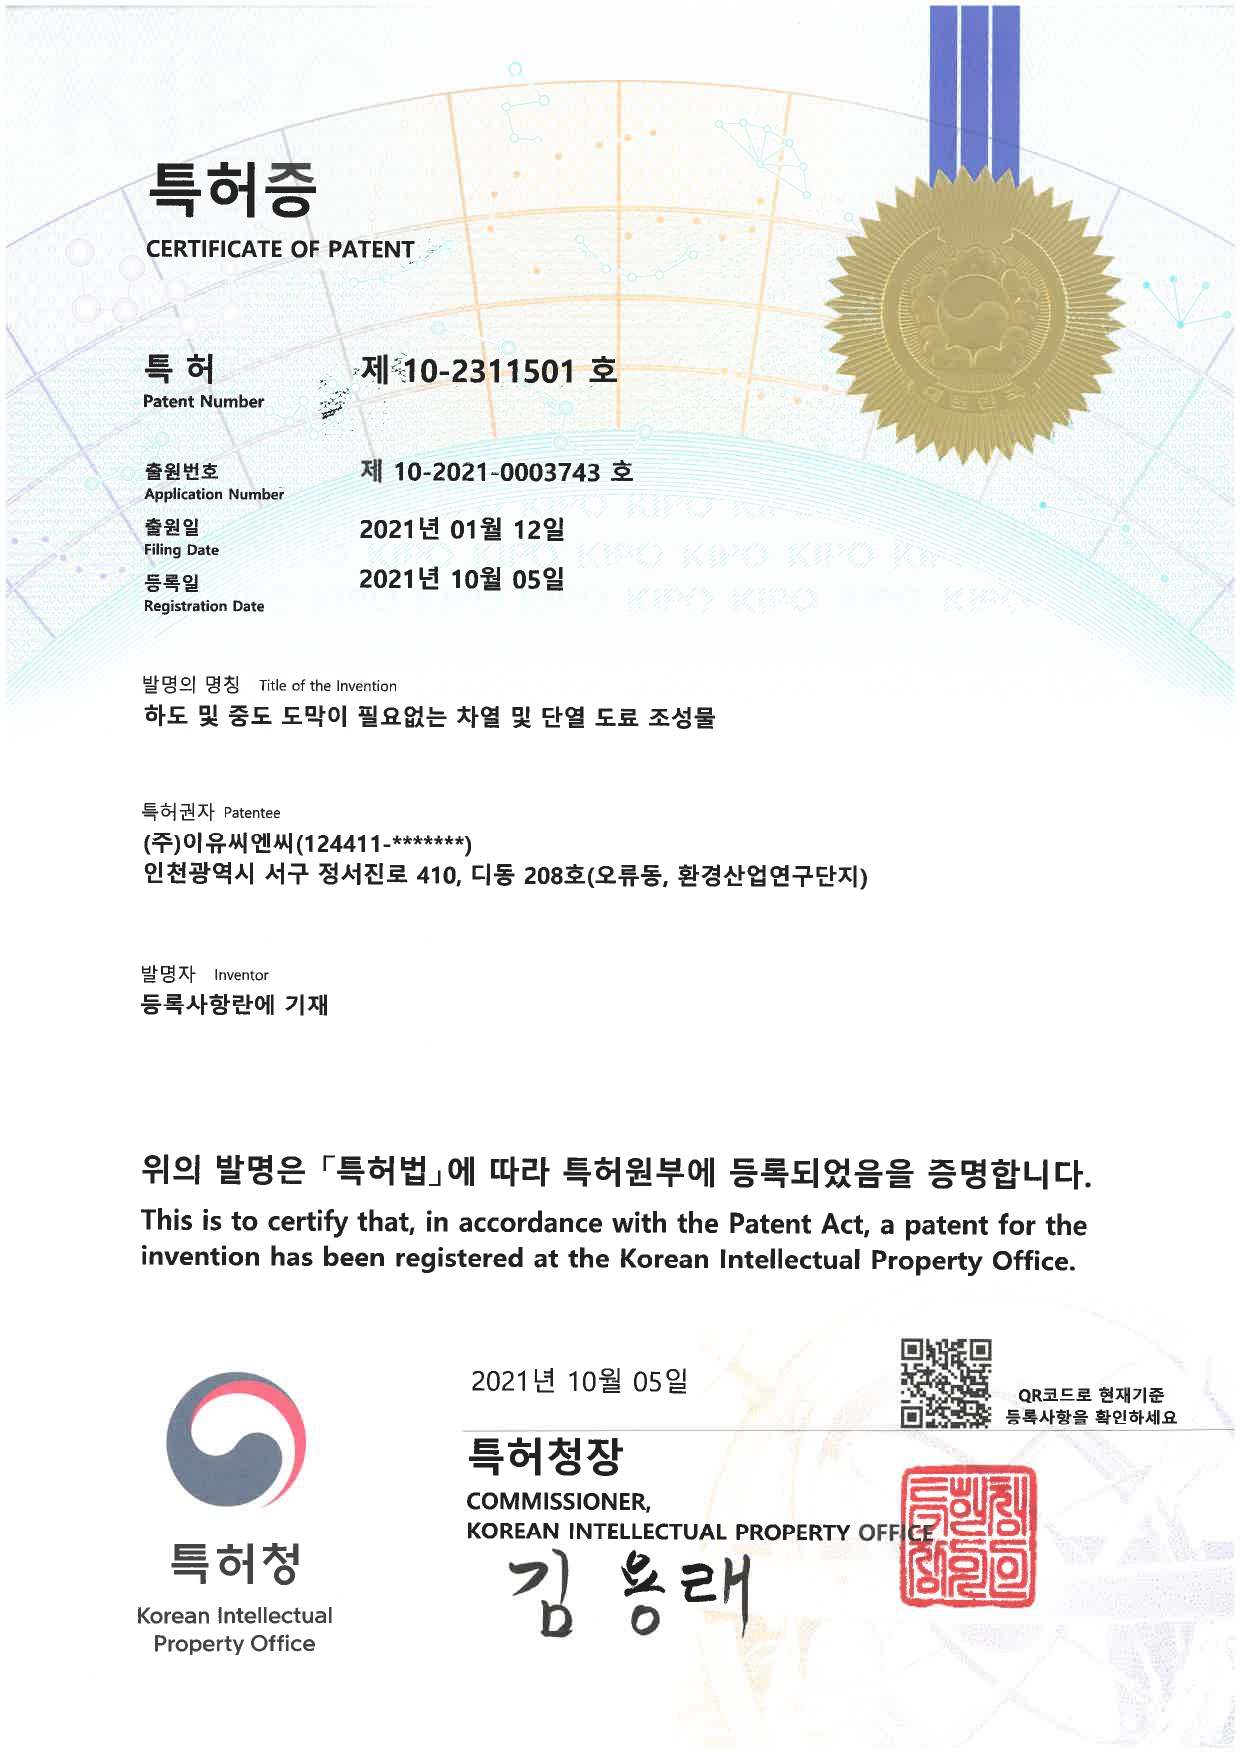 특허증
CERTIFICATE OF PATENT
특 허 제 10-2311501 호
Patent Number
출원번호 제 10-2021-0003743 호
Application Number
출원일 2021년 01월 12일
Filing Date
등록일 2021년 10월 05일
Registration Date
KIPO KIPO KIPO
KIPO KIPO KIPO KIPO KIPO
KIPO KIPO KIPO
발명의 명칭 Title of the Invention
하도 및 중도 도막이 필요없는 차열 및 단열 도료 조성물
특허권자 Patentee
(주)이유씨엔씨(124411-*******)
인천광역시 서구 정서진로 410, 디동 208호(오류동, 환경산업연구단지)
발명자 Inventor
등록사항란에 기재
위의 발명은 「특허법」에 따라 특허원부에 등록되었음을 증명합니다.
This is to certify that, in accordance with the Patent Act, a patent for the
invention has been registered at the Korean Intellectual Property Office.
2021년 10월 05일
QR코드로 현재기준
등록사항을 확인하세요
특허청장
COMMISSIONER,
KOREAN INTELLECTUAL PROPERTY OFFICE
김용래
특허청
Korean Intellectual
Property Office